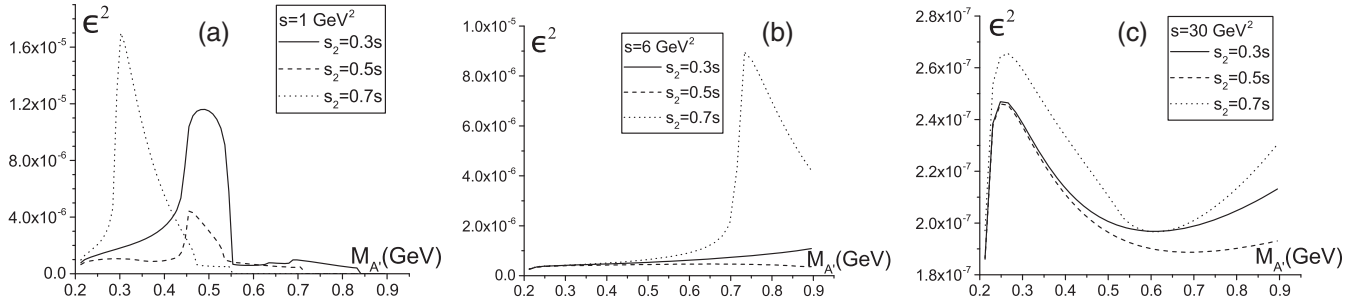 ϵ²
(a)
s=1 GeV²
s₂=0.3s
s₂=0.5s
s₂=0.7s
1.6x10⁻⁵
1.2x10⁻⁵
8.0x10⁻⁶
4.0x10⁻⁶
0.0
M_A'(GeV)
0.2 0.3 0.4 0.5 0.6 0.7 0.8 0.9
ϵ²
(b)
s=6 GeV²
s₂=0.3s
s₂=0.5s
s₂=0.7s
1.0x10⁻⁵
8.0x10⁻⁶
6.0x10⁻⁶
4.0x10⁻⁶
2.0x10⁻⁶
0.0
M_A'(GeV)
0.2 0.3 0.4 0.5 0.6 0.7 0.8 0.9
ϵ²
(c)
s=30 GeV²
s₂=0.3s
s₂=0.5s
s₂=0.7s
2.8x10⁻⁷
2.6x10⁻⁷
2.4x10⁻⁷
2.2x10⁻⁷
2.0x10⁻⁷
1.8x10⁻⁷
M_A'(GeV)
0.2 0.3 0.4 0.5 0.6 0.7 0.8 0.9